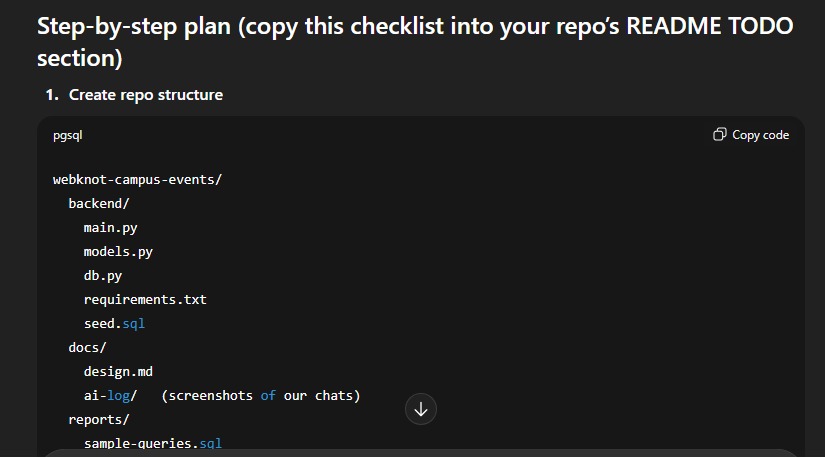 Step-by-step plan (copy this checklist into your repo’s README TODO
section)
1. Create repo structure
pgsql
Copy code
webknot-campus-events/
backend/
main.py
models.py
db.py
requirements.txt
seed.sql
docs/
design.md
ai-log/ (screenshots of our chats)
reports/
sample-queries.sql